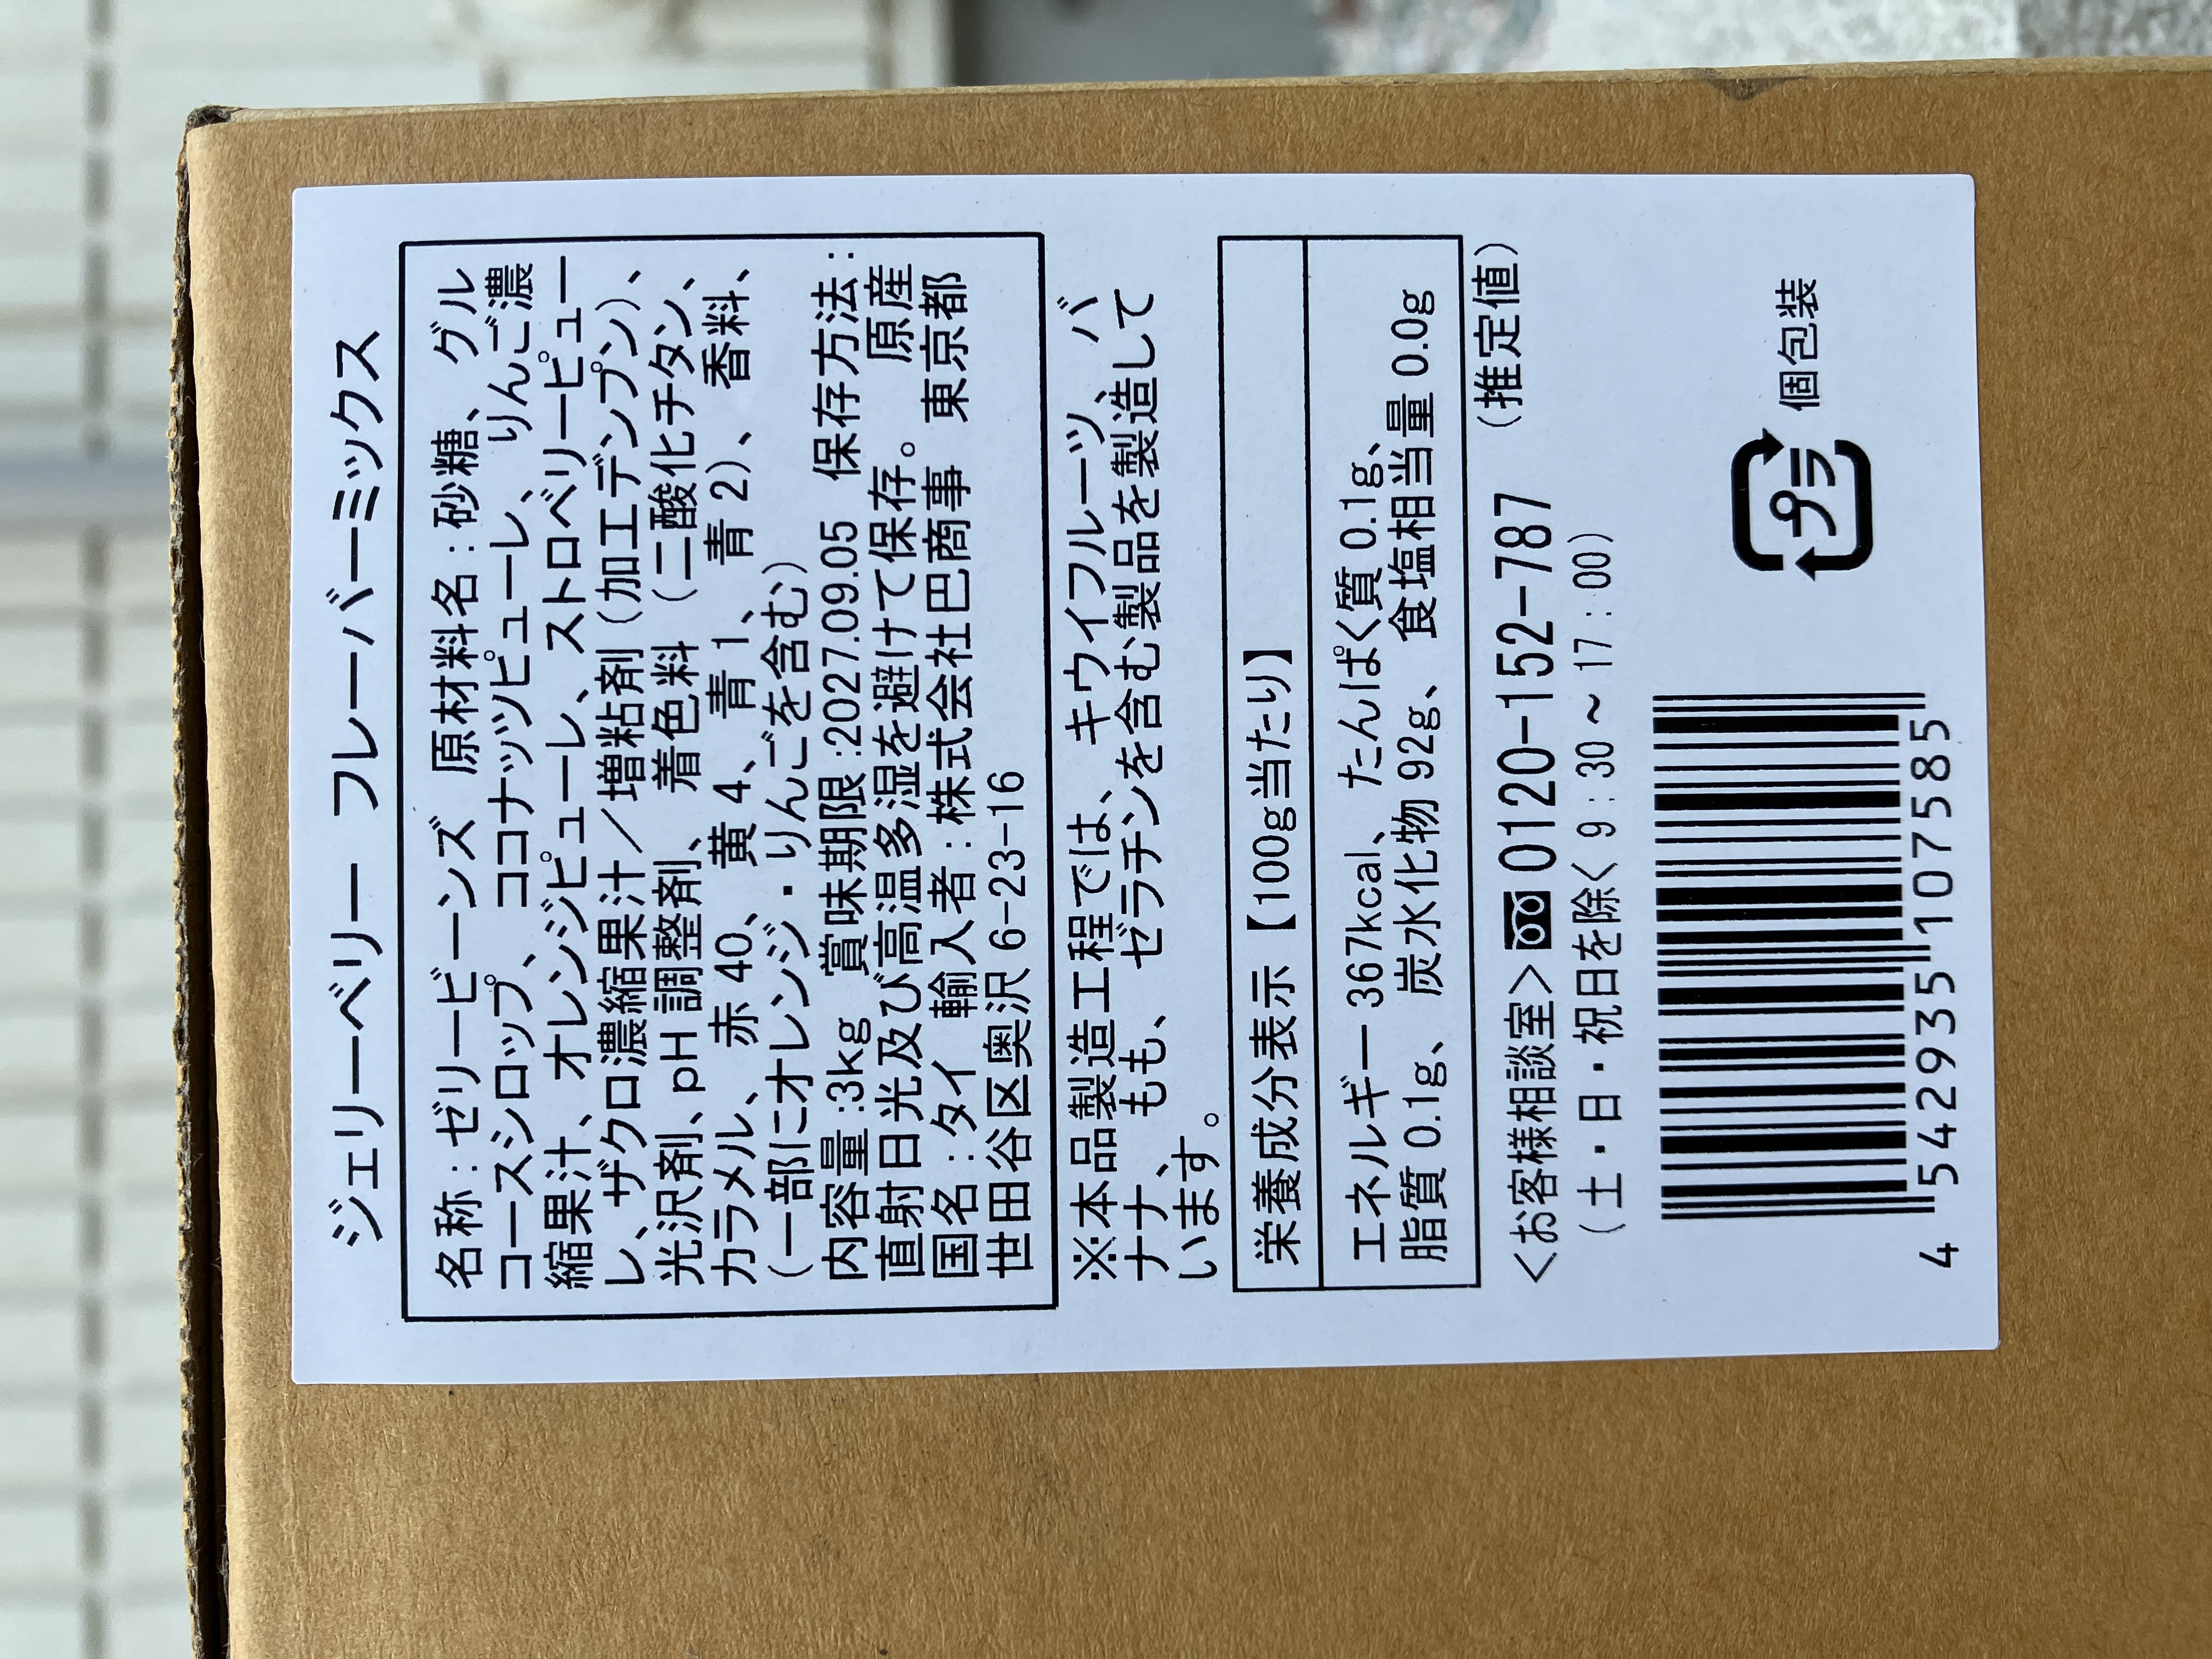 ジェリーベリー フレーバーミックス
名称：ゼリービーンズ 原材料名：砂糖、グル
コースシロップ、ココナッツピューレ、りんご濃
縮果汁、オレンジピューレ、ストロベリーピュー
レ、ザクロ濃縮果汁／増粘剤（加工デンプン）、
光沢剤、pH 調整剤、着色料（二酸化チタン、
カラメル、赤 40、黄 4、青 1、青 2）、香料、
（一部にオレンジ・りんごを含む）
内容量:3kg 賞味期限:2027.09.05 保存方法：
直射日光及び高温多湿を避けて保存。 原産
国名：タイ 輸入者：株式会社巴商事 東京都
世田谷区奥沢 6-23-16
※本品製造工程では、キウイフルーツ、バ
ナナ、もも、ゼラチンを含む製品を製造して
います。
栄養成分表示【100g当たり】
エネルギー 367kcal、たんぱく質 0.1g、
脂質 0.1g、炭水化物 92g、食塩相当量 0.0g
（推定値）
＜お客様相談室＞0120-152-787
（土・日・祝日を除く 9：30～17：00）
プラ
個包装
4 542935 107585